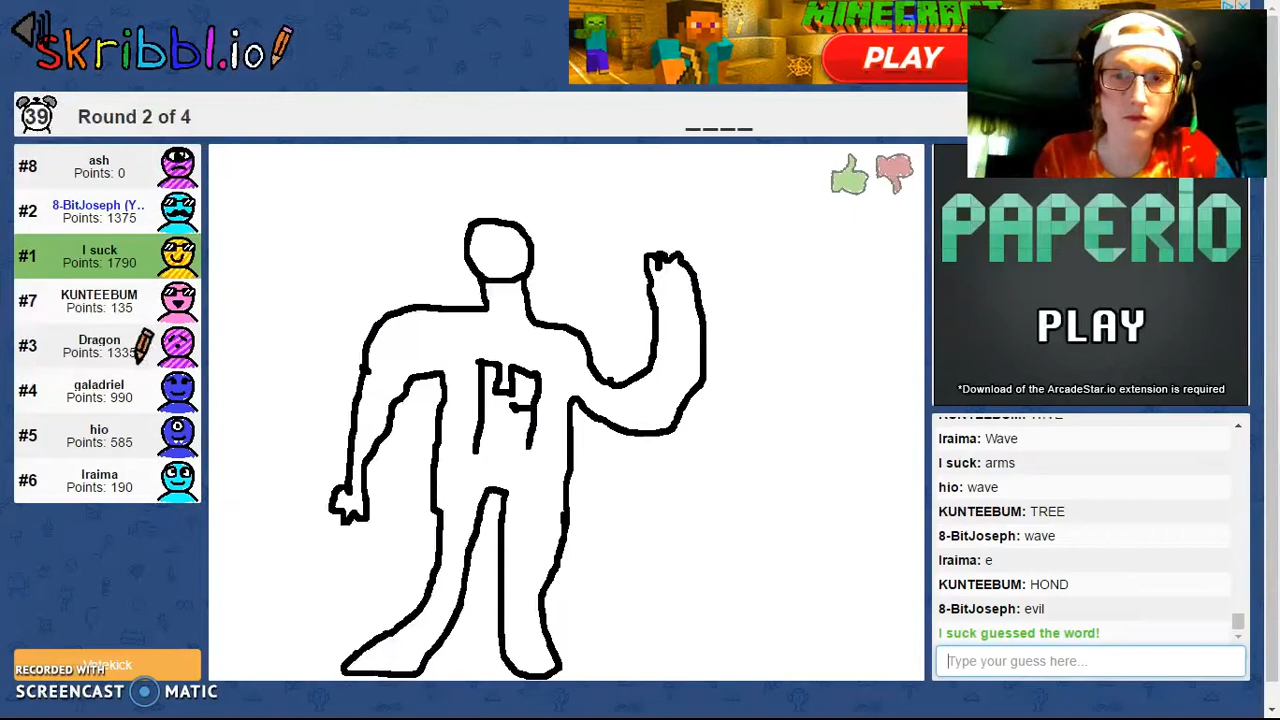 MINECRAFT
skribbl.io
PLAY
39
Round 2 of 4
____
#8
ash
Points: 0
#2
8-BitJoseph (Y..
Points: 1375
#1
I suck
Points: 1790
#7
KUNTEEBUM
Points: 135
#3
Dragon
Points: 1335
#4
galadriel
Points: 990
#5
hio
Points: 585
#6
Iraima
Points: 190
PAPERIO
PLAY
*Download of the ArcadeStar.io extension is required
Iraima: Wave
I suck: arms
hio: wave
KUNTEEBUM: TREE
8-BitJoseph: wave
Iraima: e
KUNTEEBUM: HOND
8-BitJoseph: evil
I suck guessed the word!
Type your guess here...
RECORDED WITH
SCREENCAST MATIC